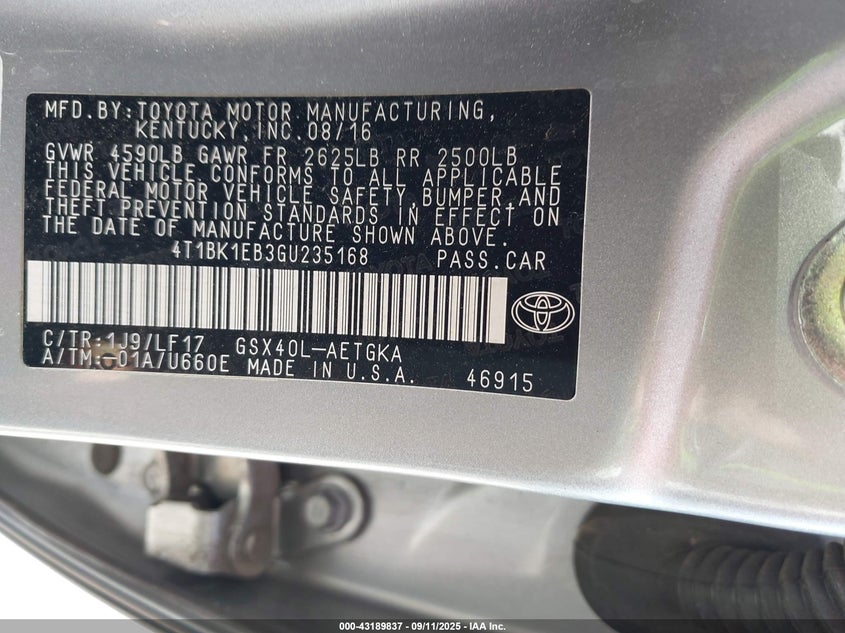 MFD.BY:TOYOTA MOTOR MANUFACTURING,
KENTUCKY,INC.08/16
GVWR 4590LB GAWR FR 2625LB RR 2500LB
THIS VEHICLE CONFORMS TO ALL APPLICABLE
FEDERAL MOTOR VEHICLE SAFETY,BUMPER,AND
THEFT PREVENTION STANDARDS IN EFFECT ON
THE DATE OF MANUFACTURE SHOWN ABOVE.
4T1BK1EB3GU235168 PASS.CAR
C/TR:1J9/LF17 GSX40L-AETGKA
A/TM:-01A/U660E MADE IN U.S.A. 46915
000-43189837 - 09/11/2025 - IAA Inc.